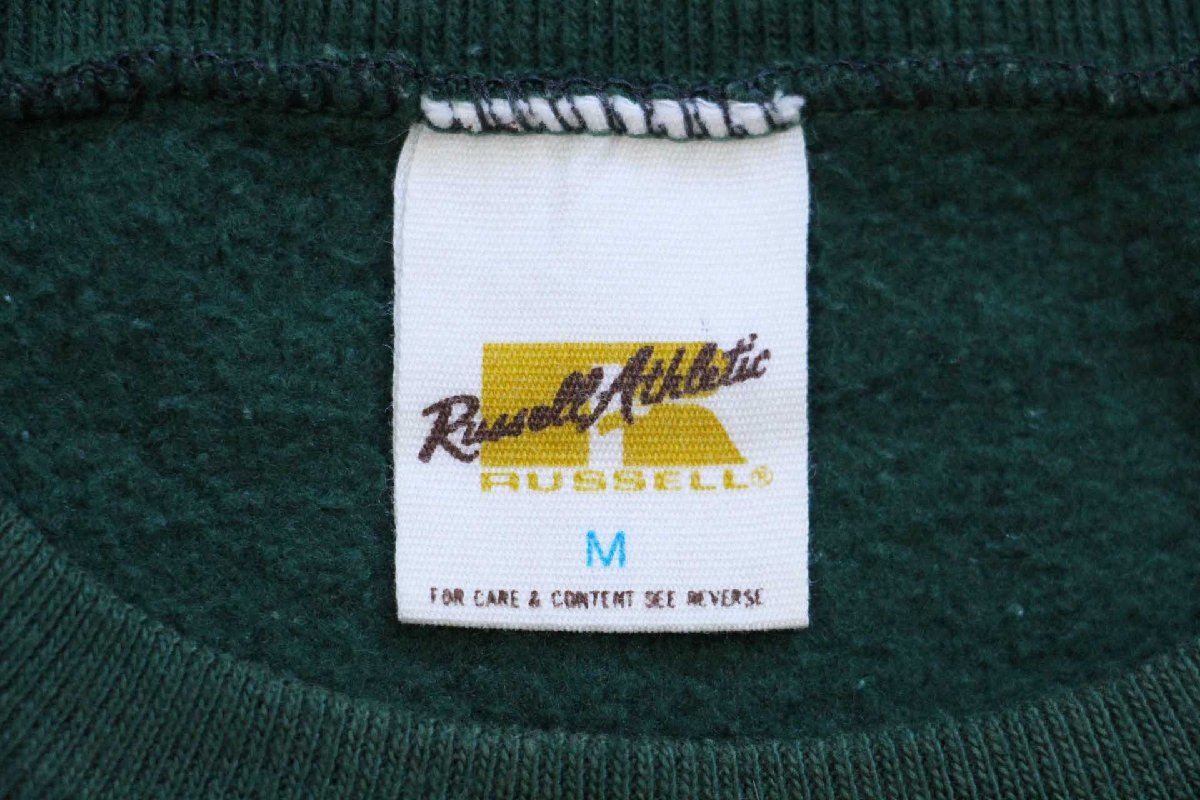 Russell Athletic
R
RUSSELL®
M
FOR CARE & CONTENT SEE REVERSE